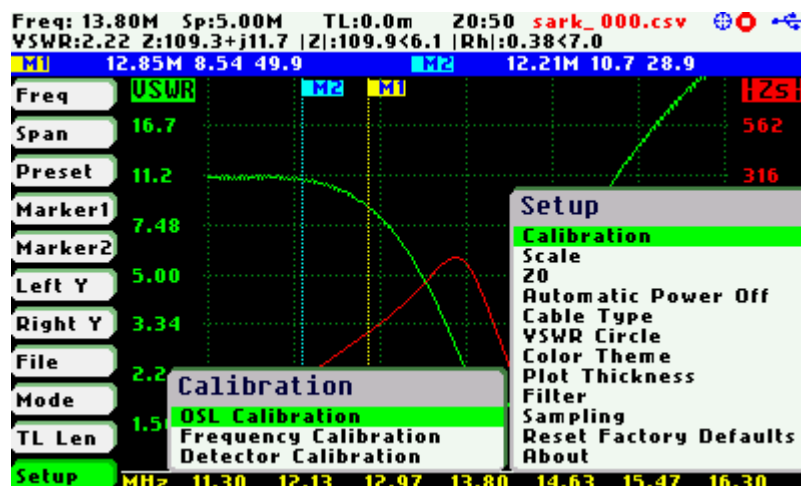 Freq: 13.80M Sp:5.00M TL:0.0m 20:50 sark_000.csv
VSWR:2.22 Z:109.3+j11.7 |Z|:109.9<6.1 |Rh|:0.38<7.0
M1 12.85M 8.54 49.9 M2 12.21M 10.7 28.9
Freq VSWR M2 M1 |Zs|
Span 16.7 562
Preset 11.2 316
Marker1
7.48
Marker2
Left Y 5.00
Right Y 3.34
File
2.2
Mode
TL Len 1.5
Setup
Setup
Calibration
Scale
Z0
Automatic Power Off
Cable Type
VSWR Circle
Color Theme
Plot Thickness
Filter
Sampling
Reset Factory Defaults
About
Calibration
OSL Calibration
Frequency Calibration
Detector Calibration
MHz 11.30 12.13 12.97 13.80 14.63 15.47 16.30